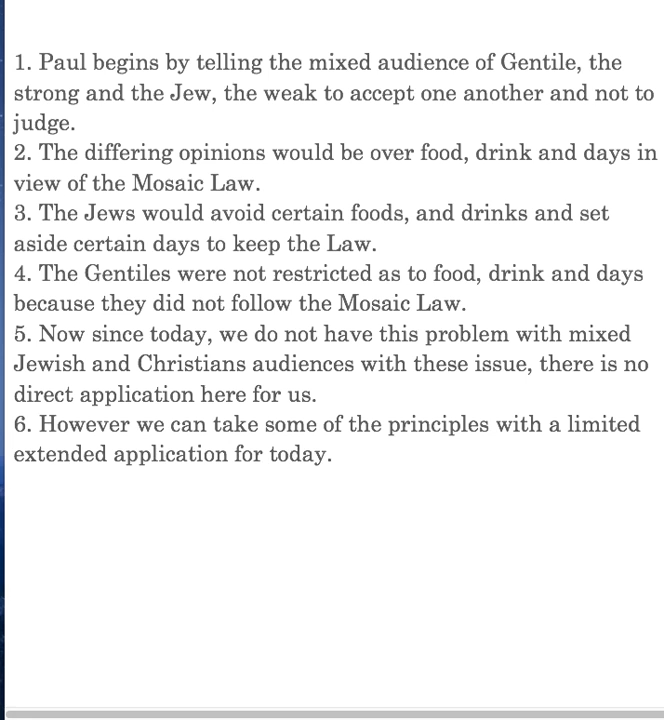 1. Paul begins by telling the mixed audience of Gentile, the
strong and the Jew, the weak to accept one another and not to
judge.
2. The differing opinions would be over food, drink and days in
view of the Mosaic Law.
3. The Jews would avoid certain foods, and drinks and set
aside certain days to keep the Law.
4. The Gentiles were not restricted as to food, drink and days
because they did not follow the Mosaic Law.
5. Now since today, we do not have this problem with mixed
Jewish and Christians audiences with these issue, there is no
direct application here for us.
6. However we can take some of the principles with a limited
extended application for today.